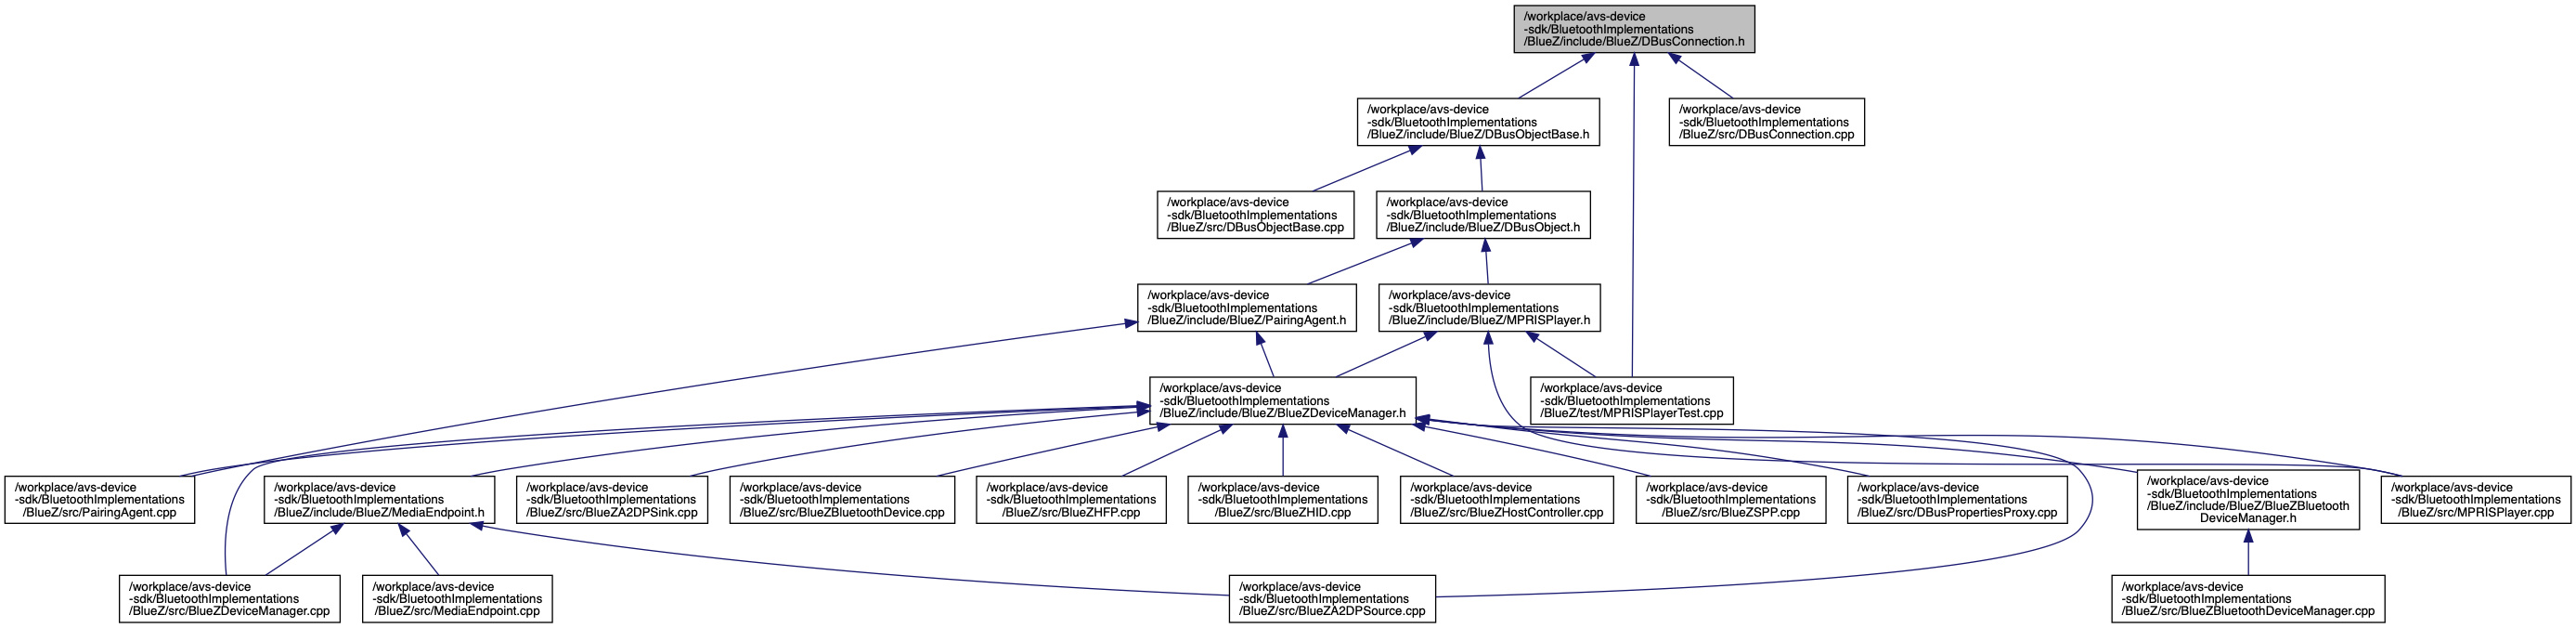 /workplace/avs-device
-sdk/BluetoothImplementations
/BlueZ/include/BlueZ/DBusConnection.h
/workplace/avs-device
-sdk/BluetoothImplementations
/BlueZ/include/BlueZ/DBusObjectBase.h
/workplace/avs-device
-sdk/BluetoothImplementations
/BlueZ/src/DBusConnection.cpp
/workplace/avs-device
-sdk/BluetoothImplementations
/BlueZ/src/DBusObjectBase.cpp
/workplace/avs-device
-sdk/BluetoothImplementations
/BlueZ/include/BlueZ/DBusObject.h
/workplace/avs-device
-sdk/BluetoothImplementations
/BlueZ/include/BlueZ/PairingAgent.h
/workplace/avs-device
-sdk/BluetoothImplementations
/BlueZ/include/BlueZ/MPRISPlayer.h
/workplace/avs-device
-sdk/BluetoothImplementations
/BlueZ/include/BlueZ/BlueZDeviceManager.h
/workplace/avs-device
-sdk/BluetoothImplementations
/BlueZ/test/MPRISPlayerTest.cpp
/workplace/avs-device
-sdk/BluetoothImplementations
/BlueZ/src/PairingAgent.cpp
/workplace/avs-device
-sdk/BluetoothImplementations
/BlueZ/include/BlueZ/MediaEndpoint.h
/workplace/avs-device
-sdk/BluetoothImplementations
/BlueZ/src/BlueZA2DPSink.cpp
/workplace/avs-device
-sdk/BluetoothImplementations
/BlueZ/src/BlueZBluetoothDevice.cpp
/workplace/avs-device
-sdk/BluetoothImplementations
/BlueZ/src/BlueZHFP.cpp
/workplace/avs-device
-sdk/BluetoothImplementations
/BlueZ/src/BlueZHID.cpp
/workplace/avs-device
-sdk/BluetoothImplementations
/BlueZ/src/BlueZHostController.cpp
/workplace/avs-device
-sdk/BluetoothImplementations
/BlueZ/src/BlueZSPP.cpp
/workplace/avs-device
-sdk/BluetoothImplementations
/BlueZ/src/DBusPropertiesProxy.cpp
/workplace/avs-device
-sdk/BluetoothImplementations
/BlueZ/include/BlueZ/BlueZBluetooth
DeviceManager.h
/workplace/avs-device
-sdk/BluetoothImplementations
/BlueZ/src/MPRISPlayer.cpp
/workplace/avs-device
-sdk/BluetoothImplementations
/BlueZ/src/BlueZDeviceManager.cpp
/workplace/avs-device
-sdk/BluetoothImplementations
/BlueZ/src/MediaEndpoint.cpp
/workplace/avs-device
-sdk/BluetoothImplementations
/BlueZ/src/BlueZA2DPSource.cpp
/workplace/avs-device
-sdk/BluetoothImplementations
/BlueZ/src/BlueZBluetoothDeviceManager.cpp